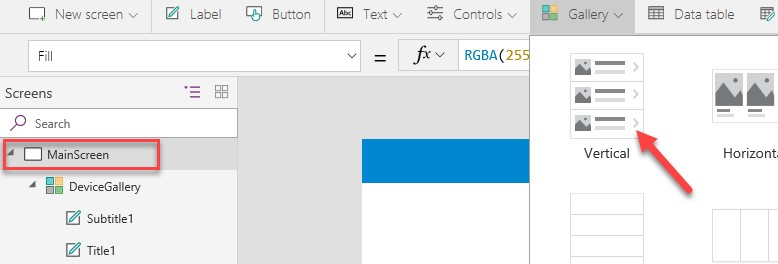 New screen Label Button Text Controls Gallery Data table
Fill = fx RGBA(255
Screens
Search
MainScreen
DeviceGallery
Subtitle1
Title1
Vertical Horizonta